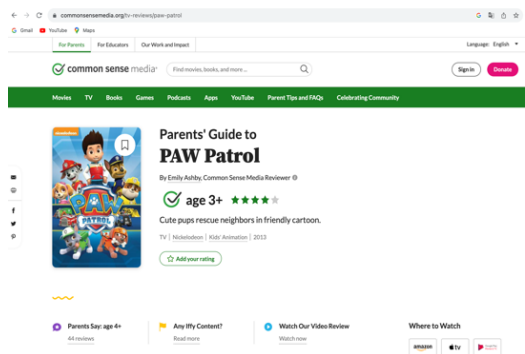 commonsensemedia.org/tv-reviews/paw-patrol
Gmail YouTube Maps
For Parents For Educators Our Work and Impact Language: English
common sense media Find movies, books, and more ... Sign in Donate
Movies TV Books Games Podcasts Apps YouTube Parent Tips and FAQs Celebrating Community
nickelodeon
PAW
PATROL
Parents' Guide to
PAW Patrol
By Emily Ashby, Common Sense Media Reviewer
age 3+
Cute pups rescue neighbors in friendly cartoon.
TV | Nickelodeon | Kids' Animation | 2013
Add your rating
Parents Say: age 4+ Any Iffy Content? Watch Our Video Review Where to Watch
44 reviews Read more Watch now
amazon tv